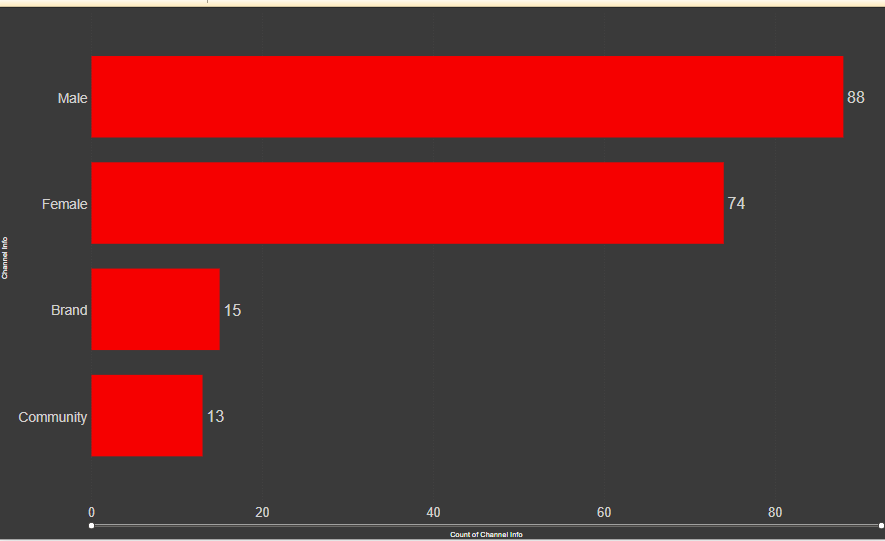 Male
88
Female
74
Channel Info
Brand
15
Community
13
0 20 40 60 80
Count of Channel Info